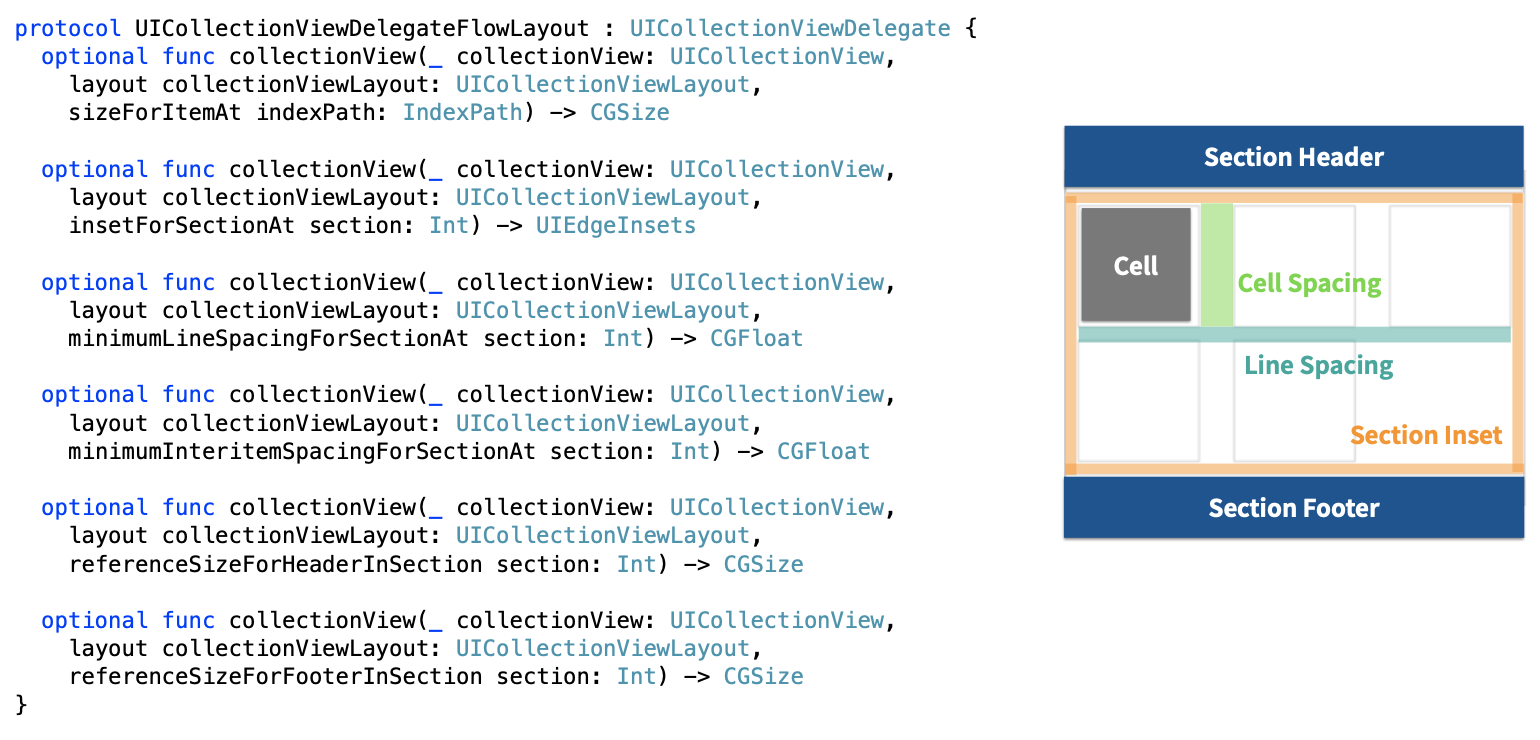 protocol UICollectionViewDelegateFlowLayout : UICollectionViewDelegate {
optional func collectionView(_ collectionView: UICollectionView,
layout collectionViewLayout: UICollectionViewLayout,
sizeForItemAt indexPath: IndexPath) -> CGSize
optional func collectionView(_ collectionView: UICollectionView,
layout collectionViewLayout: UICollectionViewLayout,
insetForSectionAt section: Int) -> UIEdgeInsets
optional func collectionView(_ collectionView: UICollectionView,
layout collectionViewLayout: UICollectionViewLayout,
minimumLineSpacingForSectionAt section: Int) -> CGFloat
optional func collectionView(_ collectionView: UICollectionView,
layout collectionViewLayout: UICollectionViewLayout,
minimumInteritemSpacingForSectionAt section: Int) -> CGFloat
optional func collectionView(_ collectionView: UICollectionView,
layout collectionViewLayout: UICollectionViewLayout,
referenceSizeForHeaderInSection section: Int) -> CGSize
optional func collectionView(_ collectionView: UICollectionView,
layout collectionViewLayout: UICollectionViewLayout,
referenceSizeForFooterInSection section: Int) -> CGSize
}
Section Header
Cell
Cell Spacing
Line Spacing
Section Inset
Section Footer